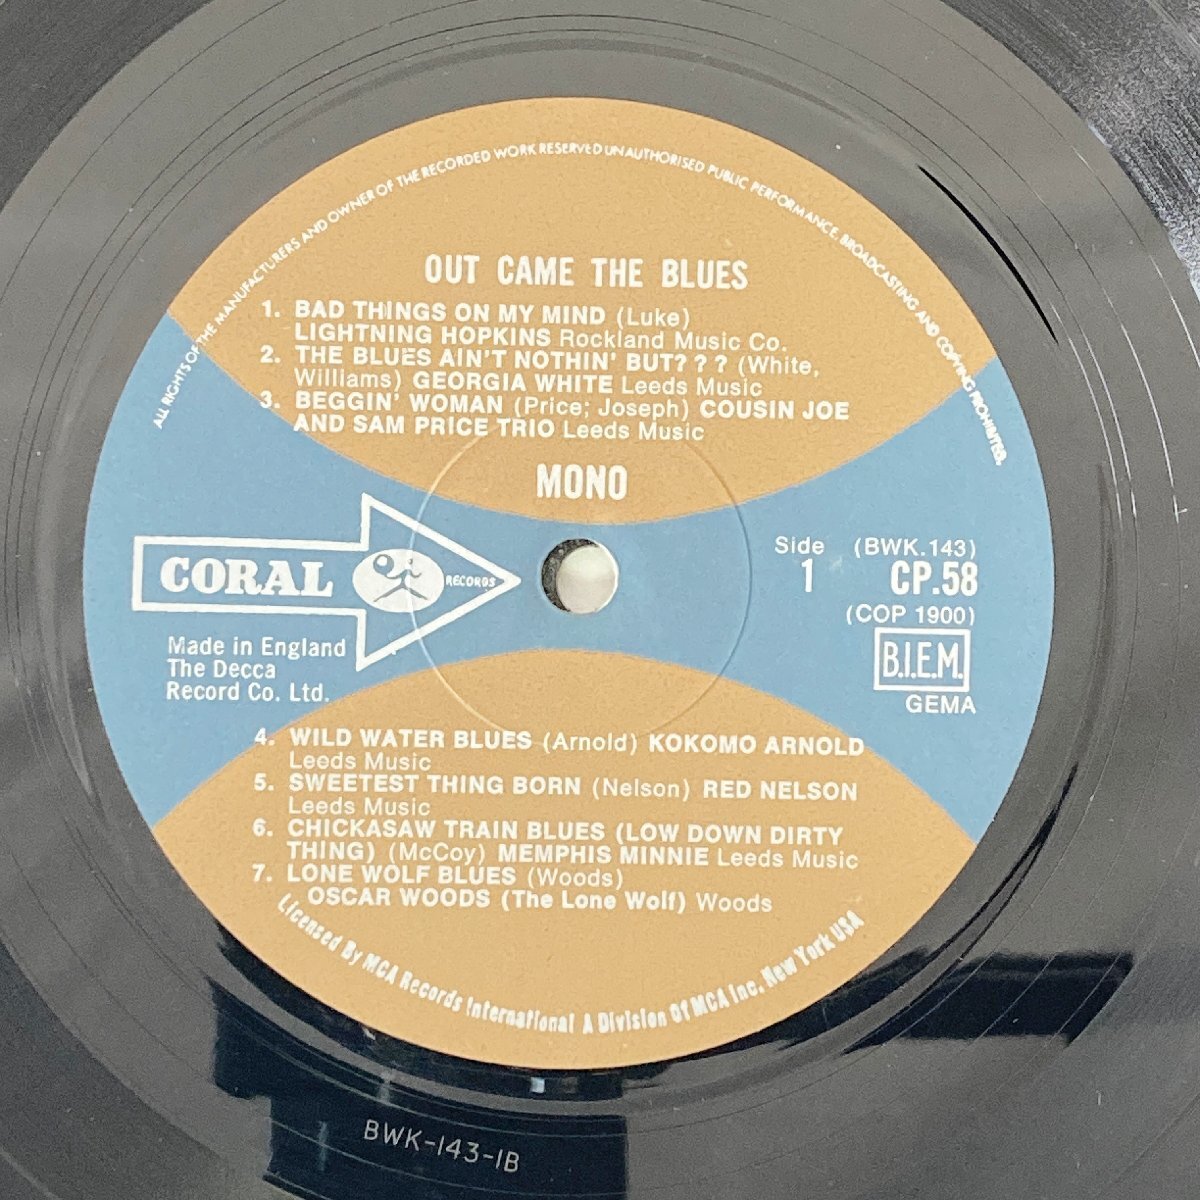 ALL RIGHTS OF THE MANUFACTURERS AND OWNER OF THE RECORDED WORK RESERVED UNAUTHORISED PUBLIC PERFORMANCE. BROADCASTING AND COPYING PROHIBITED.
OUT CAME THE BLUES
1. BAD THINGS ON MY MIND (Luke)
LIGHTNING HOPKINS Rockland Music Co.
2. THE BLUES AIN'T NOTHIN' BUT? ? ? (White,
Williams) GEORGIA WHITE Leeds Music
3. BEGGIN' WOMAN (Price; Joseph) COUSIN JOE
AND SAM PRICE TRIO Leeds Music
MONO
CORAL RECORDS
Made in England
The Decca
Record Co. Ltd.
Side
1
(BWK.143)
CP.58
(COP 1900)
B.I.E.M.
GEMA
4. WILD WATER BLUES (Arnold) KOKOMO ARNOLD
Leeds Music
5. SWEETEST THING BORN (Nelson) RED NELSON
Leeds Music
6. CHICKASAW TRAIN BLUES (LOW DOWN DIRTY
THING) (McCoy) MEMPHIS MINNIE Leeds Music
7. LONE WOLF BLUES (Woods)
OSCAR WOODS (The Lone Wolf) Woods
Licensed By MCA Records International A Division Of MCA Inc. New York USA
BWK-143-1B